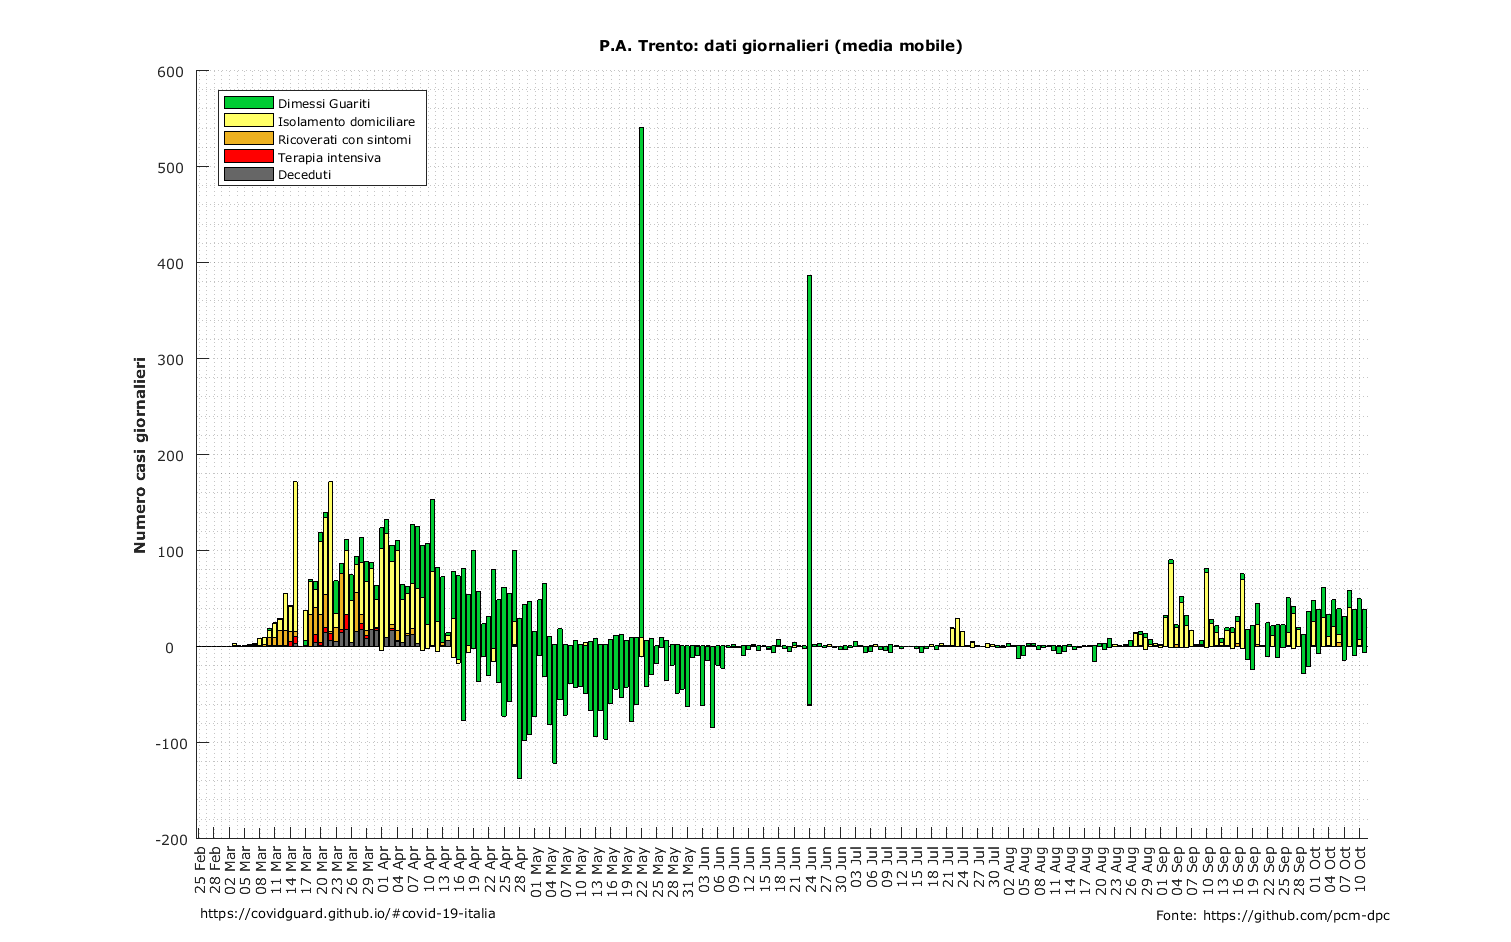 P.A. Trento: dati giornalieri (media mobile)
Numero casi giornalieri
600
500
400
300
200
100
0
-100
-200
Dimessi Guariti
Isolamento domiciliare
Ricoverati con sintomi
Terapia intensiva
Deceduti
25 Feb
28 Feb
02 Mar
05 Mar
08 Mar
11 Mar
14 Mar
17 Mar
20 Mar
23 Mar
26 Mar
29 Mar
01 Apr
04 Apr
07 Apr
10 Apr
13 Apr
16 Apr
19 Apr
22 Apr
25 Apr
28 Apr
01 May
04 May
07 May
10 May
13 May
16 May
19 May
22 May
25 May
28 May
31 May
03 Jun
06 Jun
09 Jun
12 Jun
15 Jun
18 Jun
21 Jun
24 Jun
27 Jun
30 Jun
03 Jul
06 Jul
09 Jul
12 Jul
15 Jul
18 Jul
21 Jul
24 Jul
27 Jul
30 Jul
02 Aug
05 Aug
08 Aug
11 Aug
14 Aug
17 Aug
20 Aug
23 Aug
26 Aug
29 Aug
01 Sep
04 Sep
07 Sep
10 Sep
13 Sep
16 Sep
19 Sep
22 Sep
25 Sep
28 Sep
01 Oct
04 Oct
07 Oct
10 Oct
https://covidguard.github.io/#covid-19-italia
Fonte: https://github.com/pcm-dpc